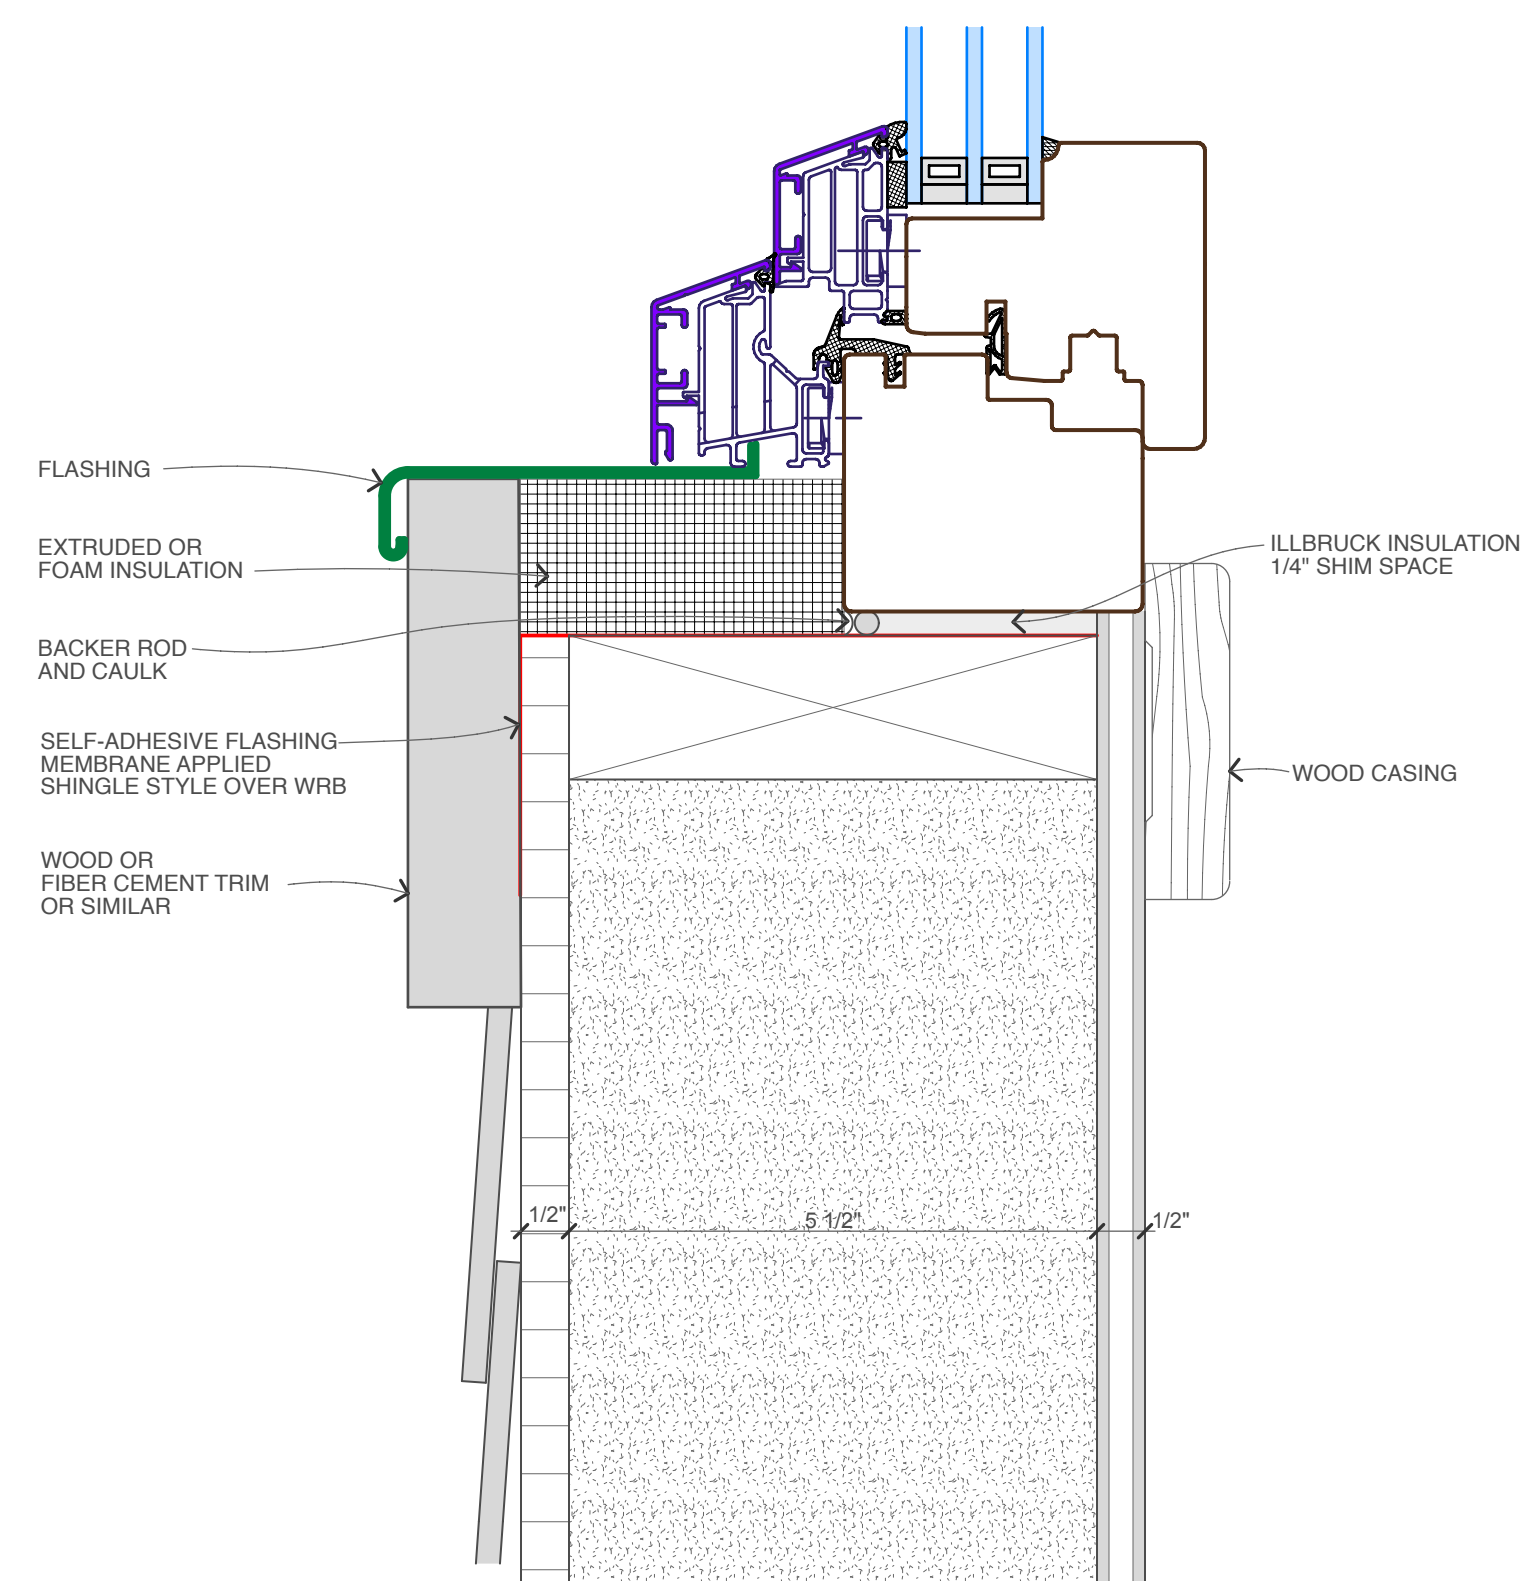 FLASHING
EXTRUDED OR
FOAM INSULATION
BACKER ROD
AND CAULK
SELF-ADHESIVE FLASHING
MEMBRANE APPLIED
SHINGLE STYLE OVER WRB
WOOD OR
FIBER CEMENT TRIM
OR SIMILAR
ILLBRUCK INSULATION
1/4" SHIM SPACE
WOOD CASING
1/2"
5 1/2"
1/2"